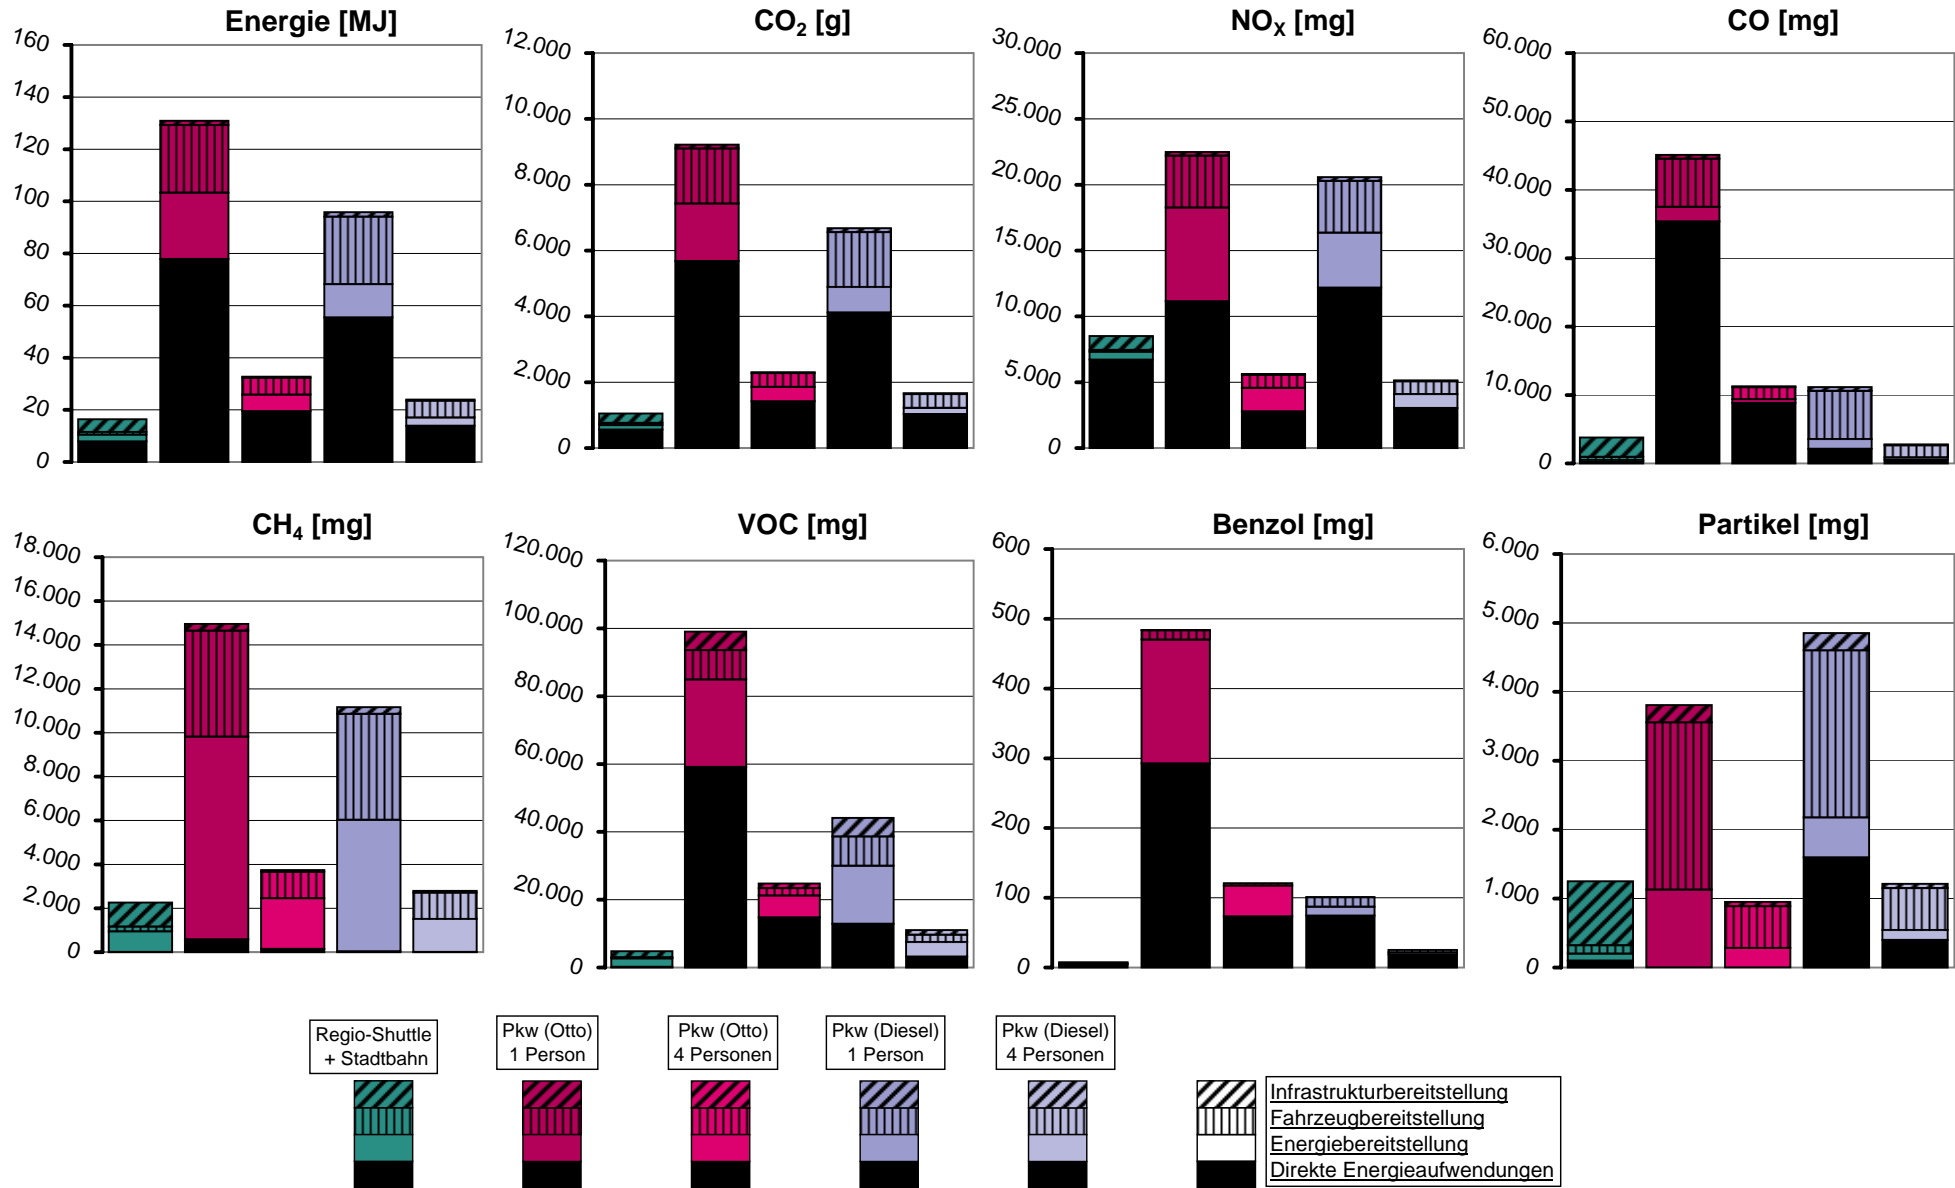 Energie [MJ]
160
140
120
100
80
60
40
20
0
CO₂ [g]
12.000
10.000
8.000
6.000
4.000
2.000
0
NOX [mg]
30.000
25.000
20.000
15.000
10.000
5.000
0
CO [mg]
60.000
50.000
40.000
30.000
20.000
10.000
0
CH₄ [mg]
18.000
16.000
14.000
12.000
10.000
8.000
6.000
4.000
2.000
0
VOC [mg]
120.000
100.000
80.000
60.000
40.000
20.000
0
Benzol [mg]
600
500
400
300
200
100
0
Partikel [mg]
6.000
5.000
4.000
3.000
2.000
1.000
0
Regio-Shuttle
+ Stadtbahn
Pkw (Otto)
1 Person
Pkw (Otto)
4 Personen
Pkw (Diesel)
1 Person
Pkw (Diesel)
4 Personen
Infrastrukturbereitstellung
Fahrzeugbereitstellung
Energiebereitstellung
Direkte Energieaufwendungen